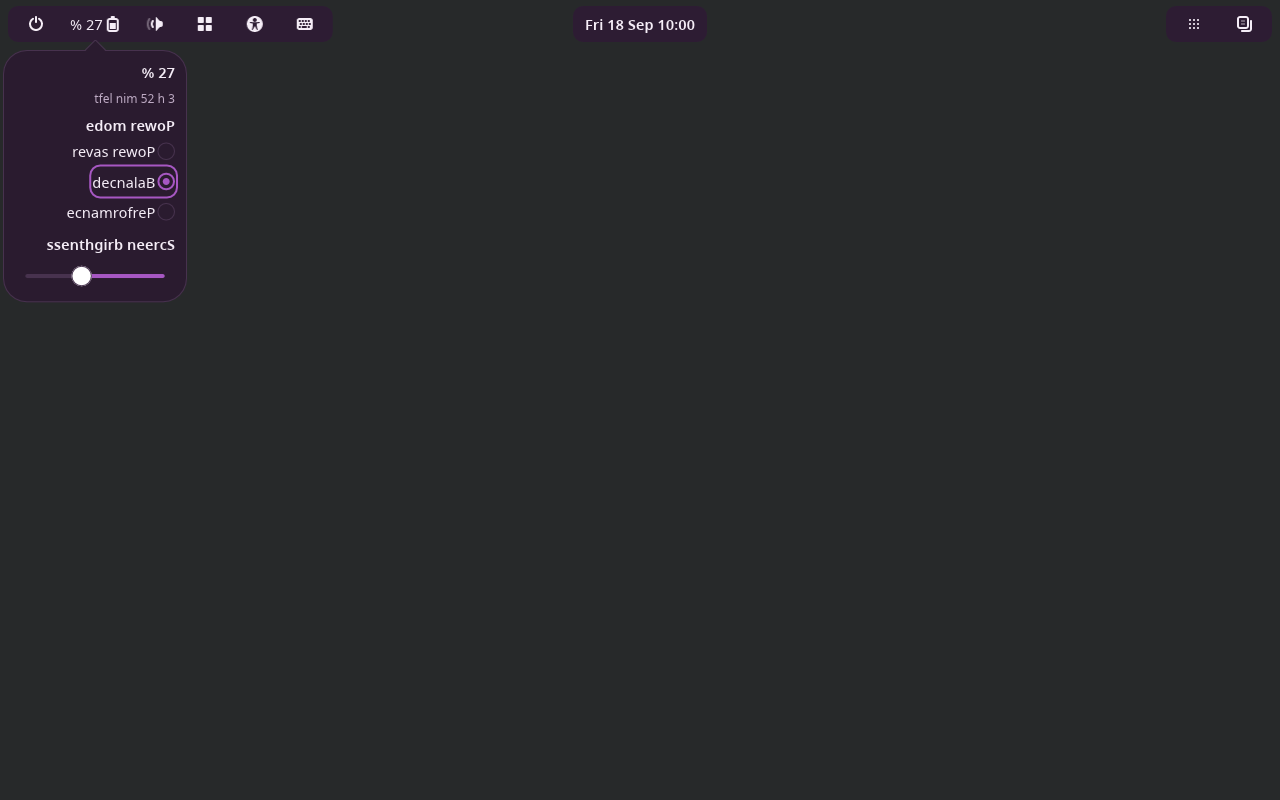 % 27
Fri 18 Sep 10:00
% 27
tfel nim 52 h 3
edom rewoP
revas rewoP
decnalaB
ecnamrofreP
ssenthgirb neercS